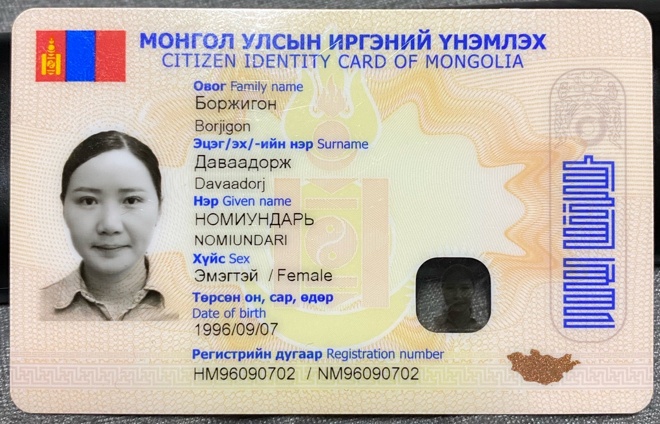 МОНГОЛ УЛСЫН ИРГЭНИЙ ҮНЭМЛЭХ
CITIZEN IDENTITY CARD OF MONGOLIA
Овог Family name
Боржигон
Borjigon
Эцэг/эх/-ийн нэр Surname
Даваадорж
Davaadorj
Нэр Given name
НОМИУНДАРЬ
NOMIUNDARI
Хүйс Sex
Эмэгтэй / Female
Төрсөн он, сар, өдөр
Date of birth
1996/09/07
Регистрийн дугаар Registration number
НМ96090702 / NM96090702